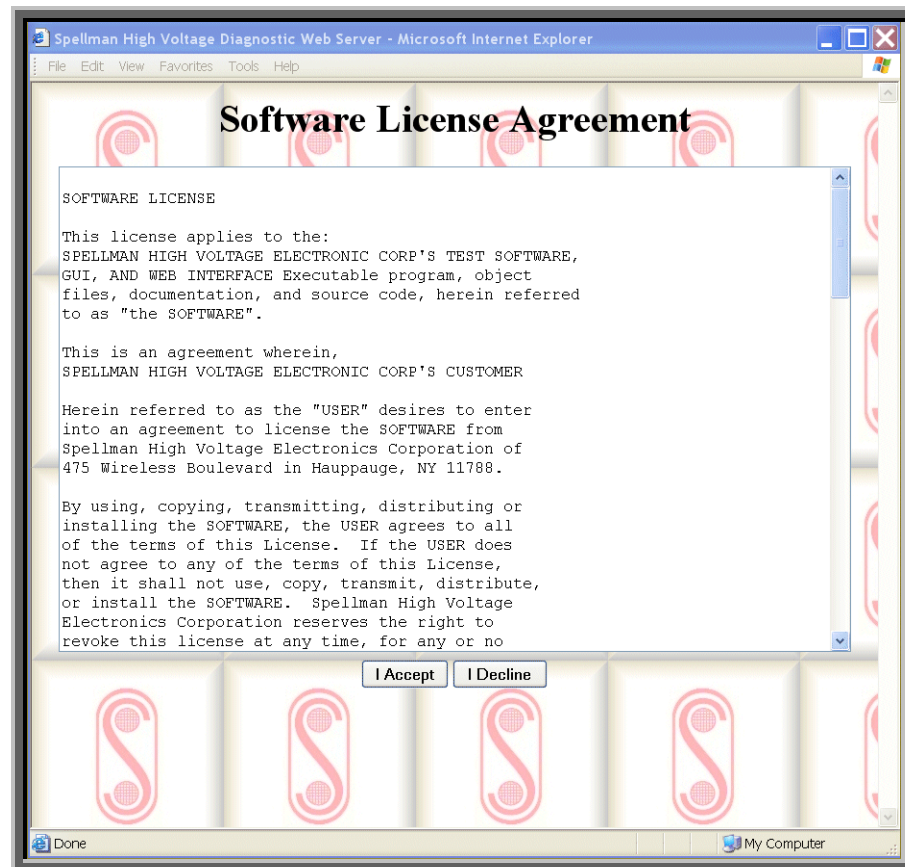 Spellman High Voltage Diagnostic Web Server - Microsoft Internet Explorer
File Edit View Favorites Tools Help
Software License Agreement
SOFTWARE LICENSE
This license applies to the:
SPELLMAN HIGH VOLTAGE ELECTRONIC CORP'S TEST SOFTWARE,
GUI, AND WEB INTERFACE Executable program, object
files, documentation, and source code, herein referred
to as "the SOFTWARE".
This is an agreement wherein,
SPELLMAN HIGH VOLTAGE ELECTRONIC CORP'S CUSTOMER
Herein referred to as the "USER" desires to enter
into an agreement to license the SOFTWARE from
Spellman High Voltage Electronics Corporation of
475 Wireless Boulevard in Hauppauge, NY 11788.
By using, copying, transmitting, distributing or
installing the SOFTWARE, the USER agrees to all
of the terms of this License.  If the USER does
not agree to any of the terms of this License,
then it shall not use, copy, transmit, distribute,
or install the SOFTWARE.  Spellman High Voltage
Electronics Corporation reserves the right to
revoke this license at any time, for any or no
I Accept I Decline
Done My Computer